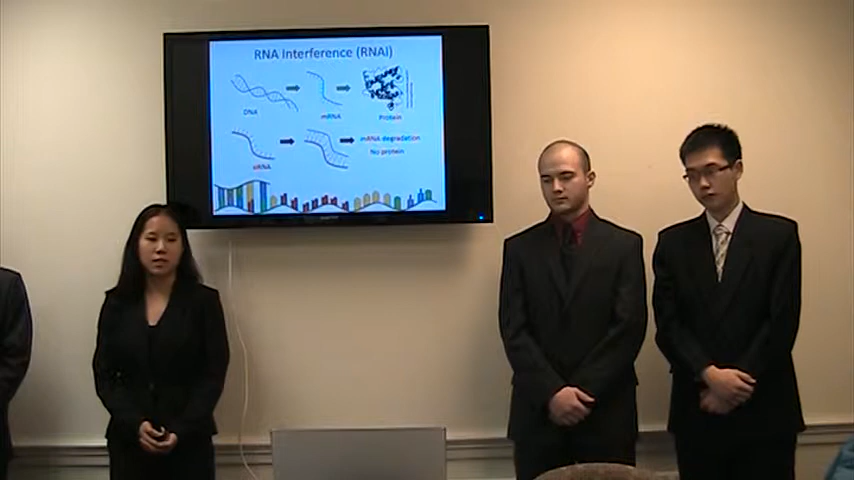 RNA Interference (RNAi)
DNA
mRNA
Protein
siRNA
mRNA degradation
No protein